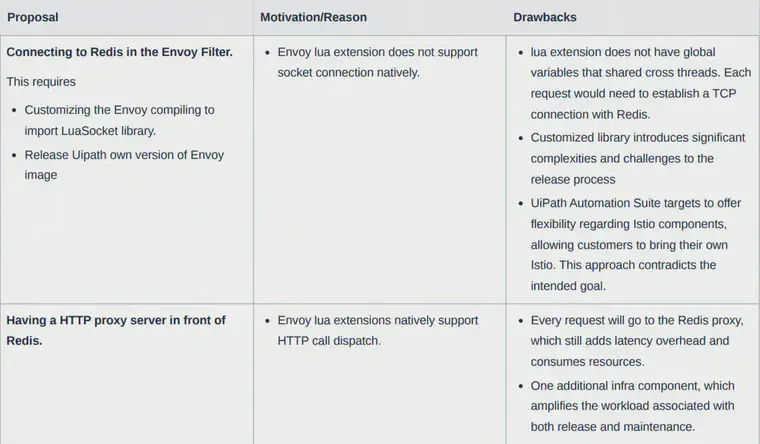 Proposal
Motivation/Reason
Drawbacks
Connecting to Redis in the Envoy Filter.
This requires
• Customizing the Envoy compiling to
import LuaSocket library.
• Release Uipath own version of Envoy
image
• Envoy lua extension does not support
socket connection natively.
• lua extension does not have global
variables that shared cross threads. Each
request would need to establish a TCP
connection with Redis.
• Customized library introduces significant
complexities and challenges to the
release process
• UiPath Automation Suite targets to offer
flexibility regarding Istio components,
allowing customers to bring their own
Istio. This approach contradicts the
intended goal.
Having a HTTP proxy server in front of
Redis.
• Envoy lua extensions natively support
HTTP call dispatch.
• Every request will go to the Redis proxy,
which still adds latency overhead and
consumes resources.
• One additional infra component, which
amplifies the workload associated with
both release and maintenance.